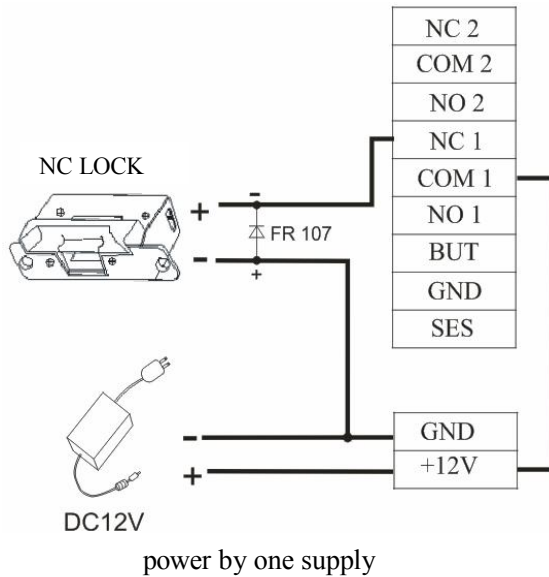 NC 2
COM 2
NO 2
NC 1
COM 1
NO 1
BUT
GND
SES
NC LOCK
+
-
-
FR 107
+
-
+
DC12V
GND
+12V
power by one supply